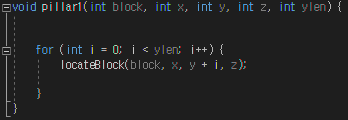 void pillar1(int block, int x, int y, int z, int ylen) {
for (int i = 0; i < ylen; i++) {
locateBlock(block, x, y + i, z);
}
}